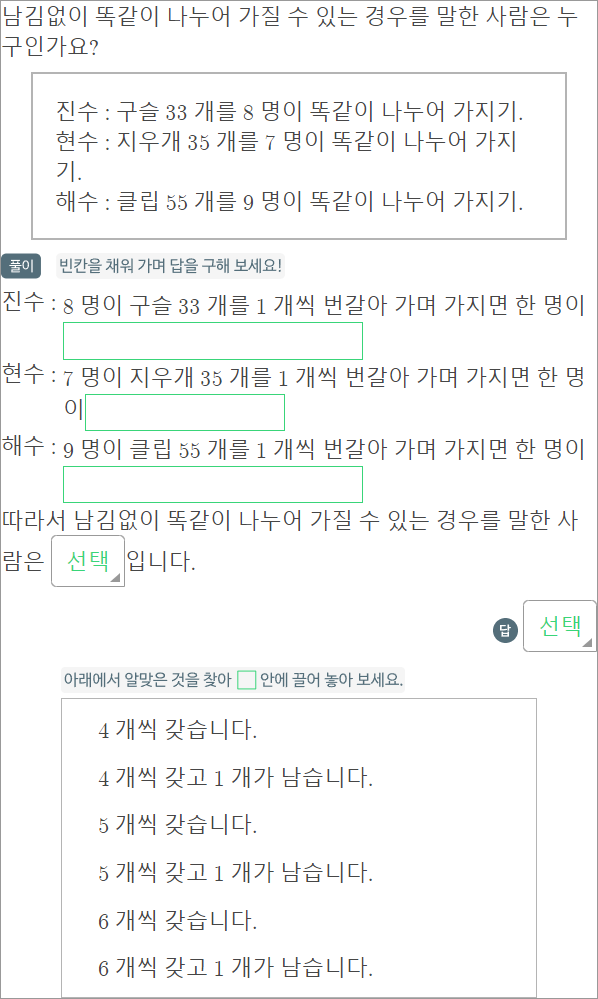 남김없이 똑같이 나누어 가질 수 있는 경우를 말한 사람은 누
구인가요?
진수 : 구슬 33 개를 8 명이 똑같이 나누어 가지기.
현수 : 지우개 35 개를 7 명이 똑같이 나누어 가지
기.
해수 : 클립 55 개를 9 명이 똑같이 나누어 가지기.
풀이 빈칸을 채워 가며 답을 구해 보세요!
진수 : 8 명이 구슬 33 개를 1 개씩 번갈아 가며 가지면 한 명이
현수 : 7 명이 지우개 35 개를 1 개씩 번갈아 가며 가지면 한 명
이
해수 : 9 명이 클립 55 개를 1 개씩 번갈아 가며 가지면 한 명이
따라서 남김없이 똑같이 나누어 가질 수 있는 경우를 말한 사
람은 선택 입니다.
답 선택
아래에서 알맞은 것을 찾아 안에 끌어 놓아 보세요.
4 개씩 갖습니다.
4 개씩 갖고 1 개가 남습니다.
5 개씩 갖습니다.
5 개씩 갖고 1 개가 남습니다.
6 개씩 갖습니다.
6 개씩 갖고 1 개가 남습니다.